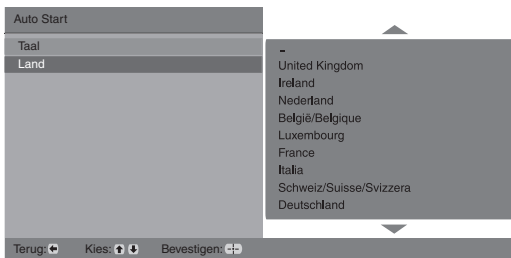 Auto Start
Taal
Land
-
United Kingdom
Ireland
Nederland
België/Belgique
Luxembourg
France
Italia
Schweiz/Suisse/Svizzera
Deutschland
Terug: Kies: Bevestigen: